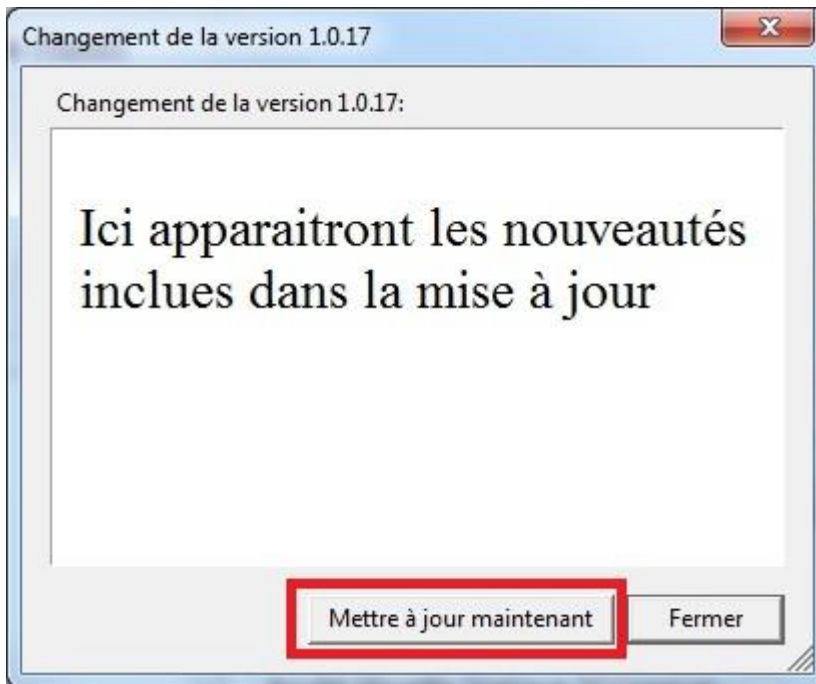 Changement de la version 1.0.17
Changement de la version 1.0.17:
Ici apparaitront les nouveautés
inclues dans la mise à jour
Mettre à jour maintenant
Fermer